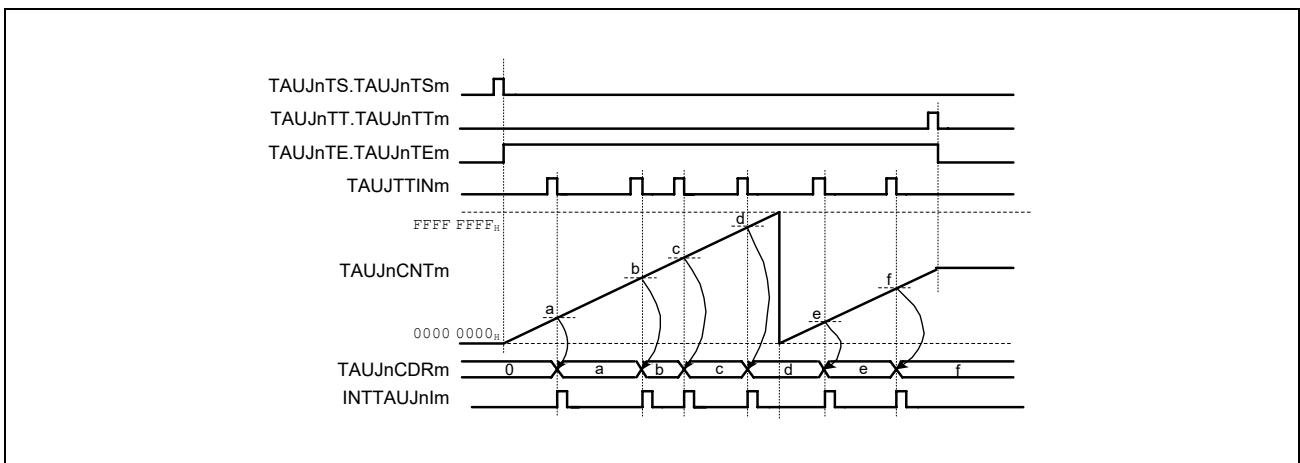 TAUJnTS.TAUJnTSm
TAUJnTT.TAUJnTTm
TAUJnTE.TAUJnTEm
TAUJTTINm
FFFF FFFFH
d
c
b
TAUJnCNTm
f
a
e
0000 0000H
TAUJnCDRm 0 a b c d e f
INTTAUJnIm